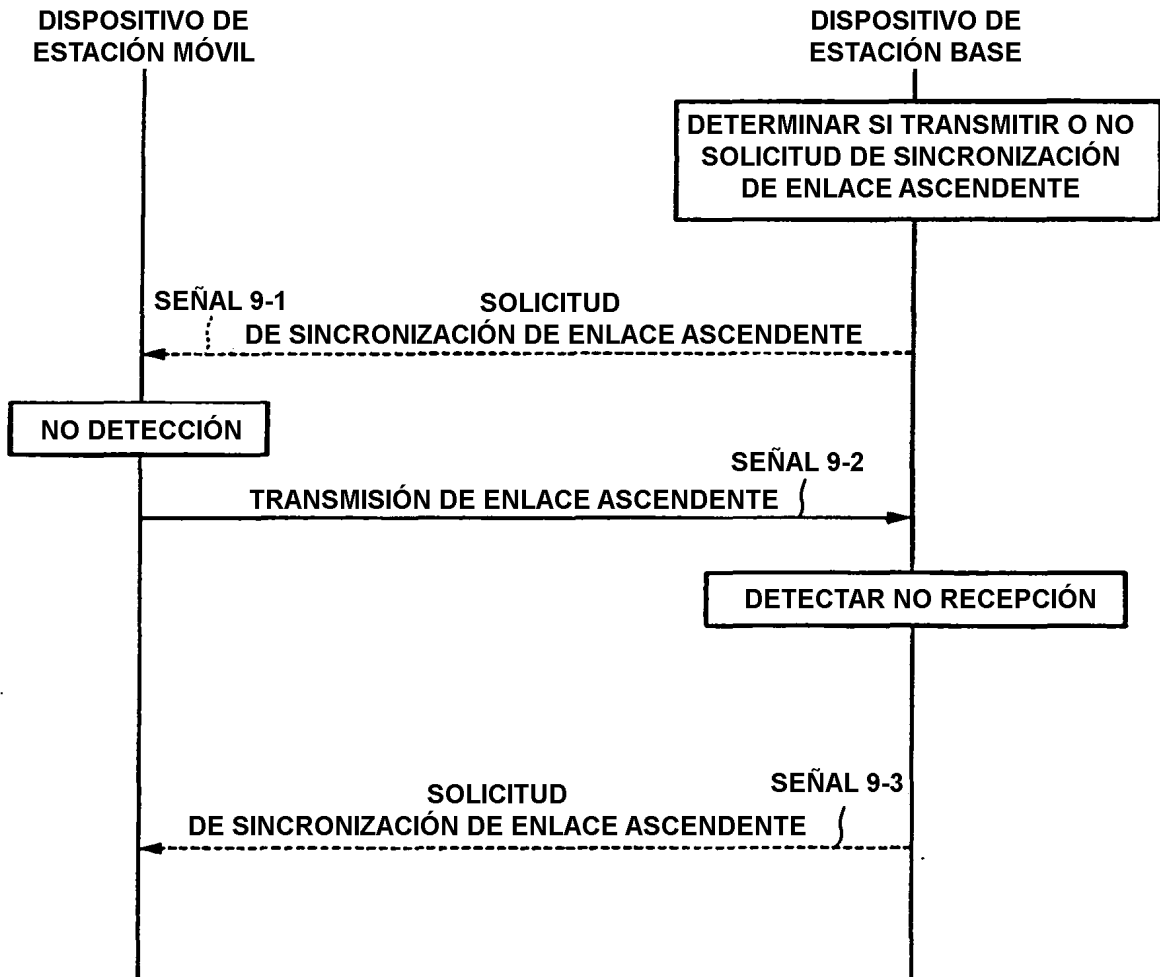 DISPOSITIVO DE
ESTACIÓN MÓVIL
DISPOSITIVO DE
ESTACIÓN BASE
DETERMINAR SI TRANSMITIR O NO
SOLICITUD DE SINCRONIZACIÓN
DE ENLACE ASCENDENTE
SEÑAL 9-1
SOLICITUD
DE SINCRONIZACIÓN DE ENLACE ASCENDENTE
NO DETECCIÓN
SEÑAL 9-2
TRANSMISIÓN DE ENLACE ASCENDENTE
DETECTAR NO RECEPCIÓN
SEÑAL 9-3
SOLICITUD
DE SINCRONIZACIÓN DE ENLACE ASCENDENTE